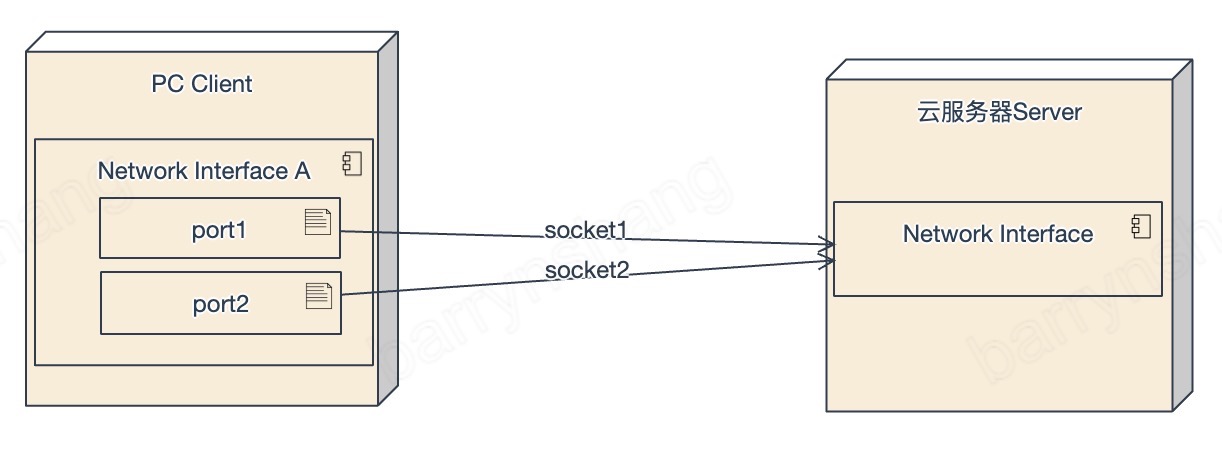 PC Client
Network Interface A
port1
port2
socket1
socket2
云服务器Server
Network Interface
barrynshang